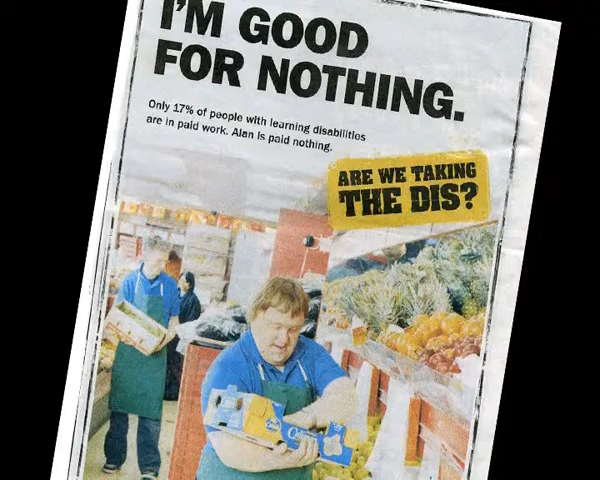 I'M GOOD
FOR NOTHING.
Only 17% of people with learning disabilities
are in paid work. Alan is paid nothing.
ARE WE TAKING
THE DIS?